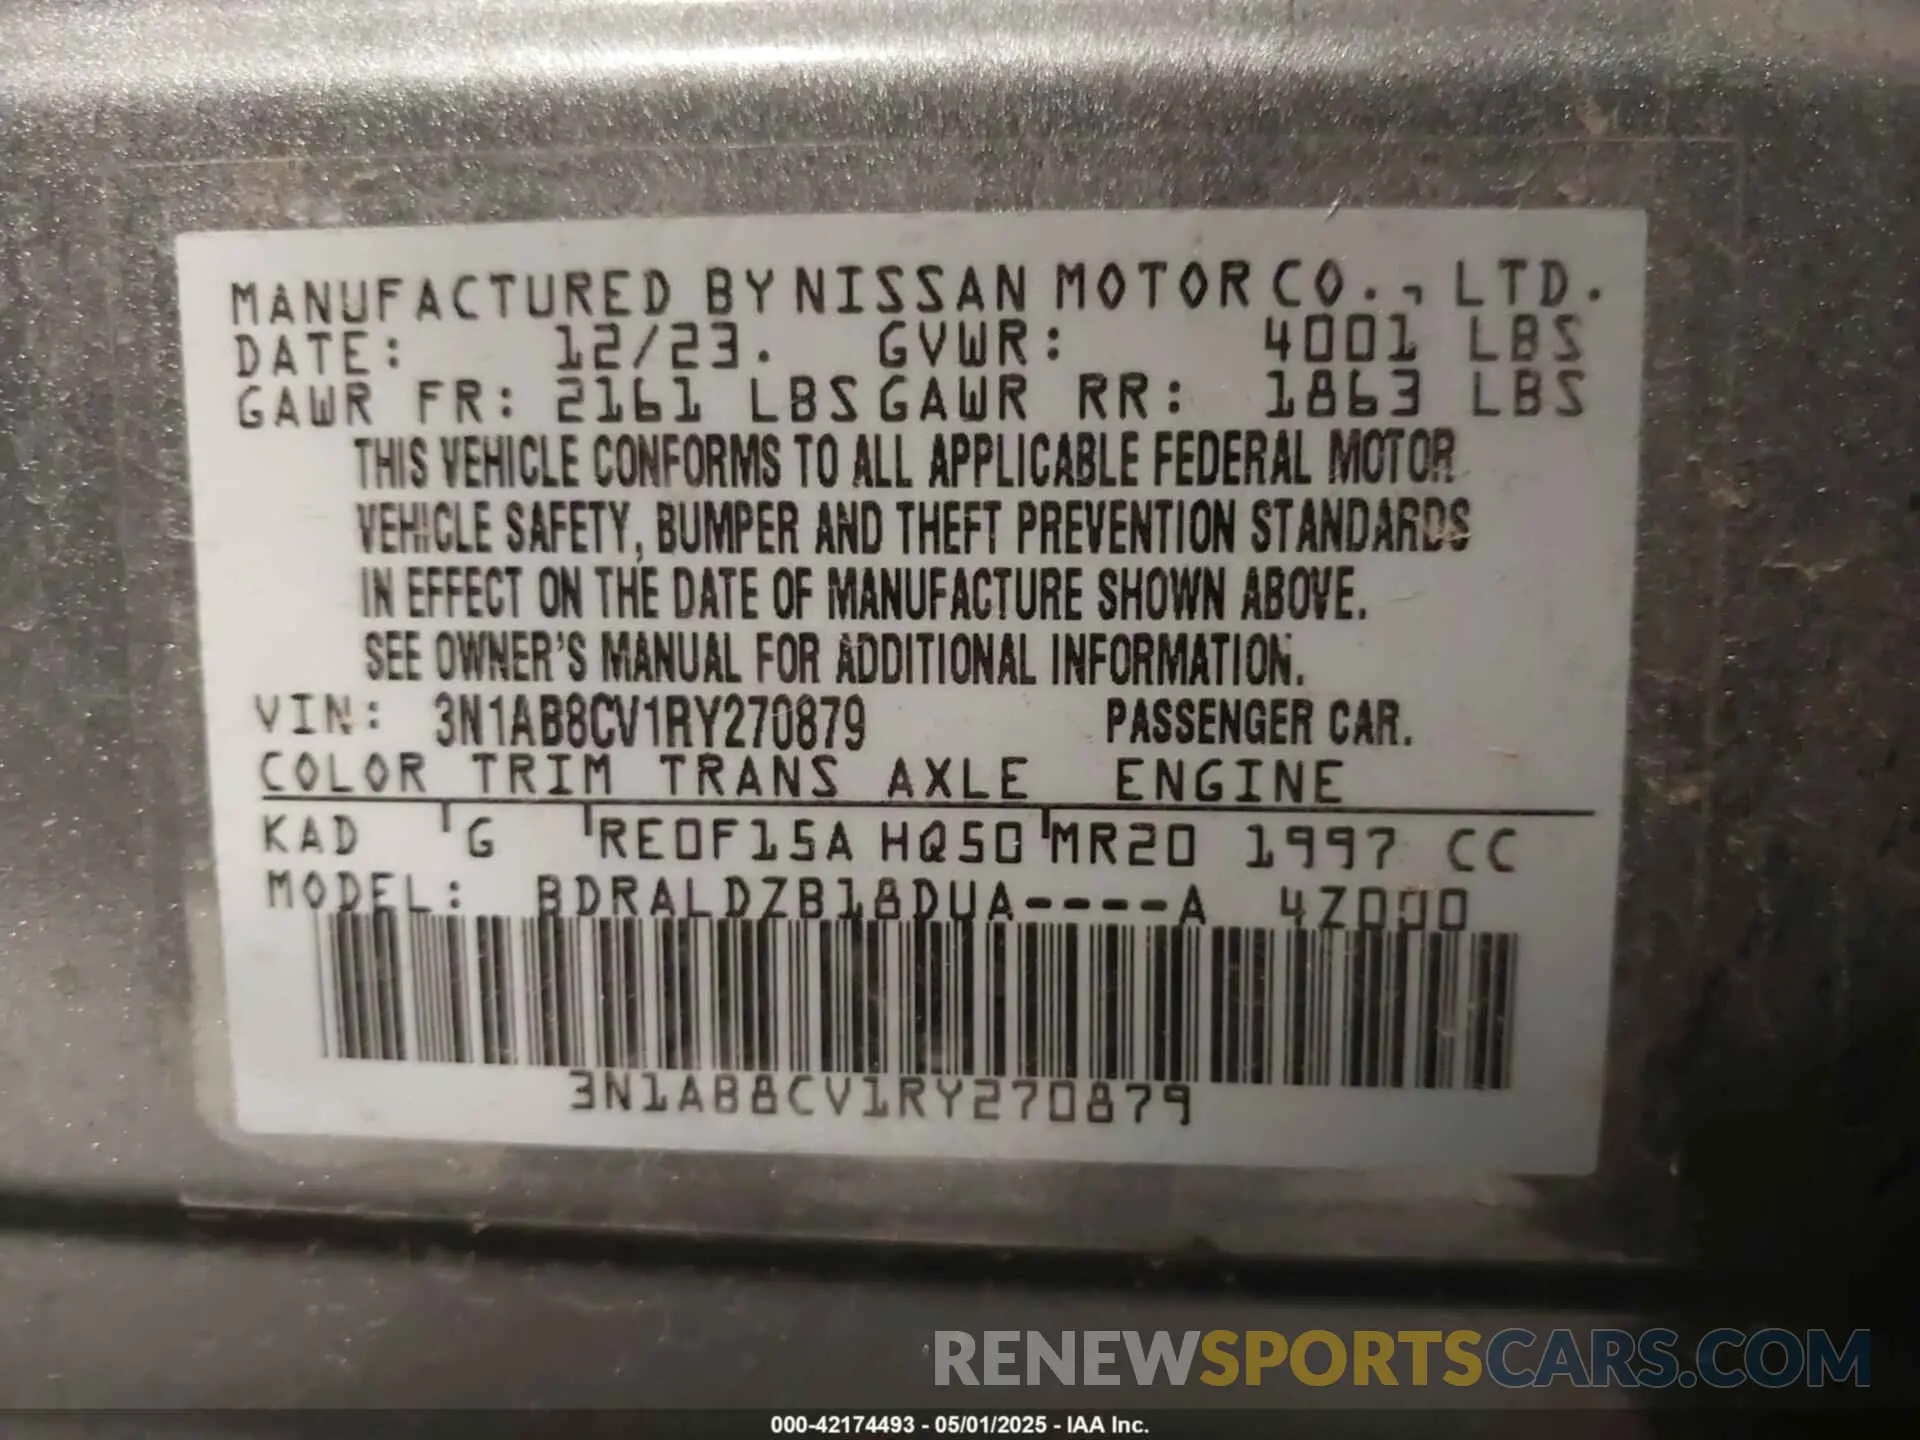 MANUFACTURED BY NISSAN MOTOR CO., LTD.
DATE: 12/23. GVWR: 4001 LBS
GAWR FR: 2161 LBS GAWR RR: 1863 LBS
THIS VEHICLE CONFORMS TO ALL APPLICABLE FEDERAL MOTOR
VEHICLE SAFETY, BUMPER AND THEFT PREVENTION STANDARDS
IN EFFECT ON THE DATE OF MANUFACTURE SHOWN ABOVE.
SEE OWNER'S MANUAL FOR ADDITIONAL INFORMATION.
VIN: 3N1AB8CV1RY270879 PASSENGER CAR.
COLOR TRIM TRANS AXLE ENGINE
KAD G RE0F15A HQ50 MR20 1997 CC
MODEL: BDRALDZB18DUA----A 4Z000
3N1AB8CV1RY270879
RENEWSPORTSCARS.COM
000-42174493 - 05/01/2025 - IAA Inc.